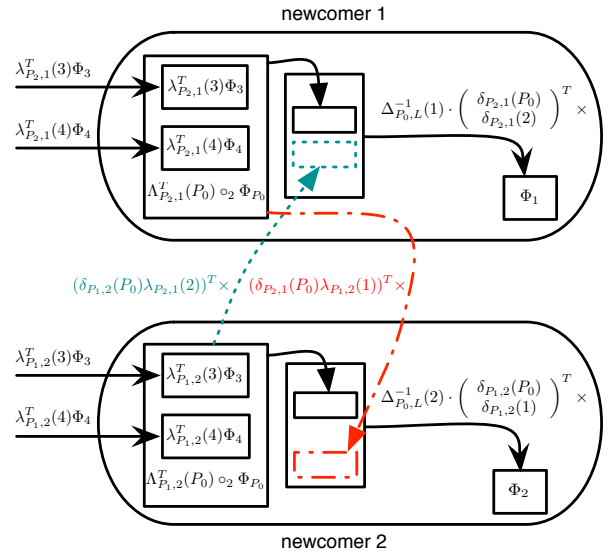 newcomer 1
λ^T_{P_2,1}(3)Φ_3
λ^T_{P_2,1}(3)Φ_3
Δ^{-1}_{P_0,L}(1) · ( δ_{P_2,1}(P_0)
δ_{P_2,1}(2) )^T ×
λ^T_{P_2,1}(4)Φ_4
λ^T_{P_2,1}(4)Φ_4
Λ^T_{P_2,1}(P_0) ∘_2 Φ_{P_0}
Φ_1
(δ_{P_1,2}(P_0)λ_{P_2,1}(2))^T ×
(δ_{P_2,1}(P_0)λ_{P_1,2}(1))^T ×
λ^T_{P_1,2}(3)Φ_3
λ^T_{P_1,2}(3)Φ_3
Δ^{-1}_{P_0,L}(2) · ( δ_{P_1,2}(P_0)
δ_{P_1,2}(1) )^T ×
λ^T_{P_1,2}(4)Φ_4
λ^T_{P_1,2}(4)Φ_4
Λ^T_{P_1,2}(P_0) ∘_2 Φ_{P_0}
Φ_2
newcomer 2